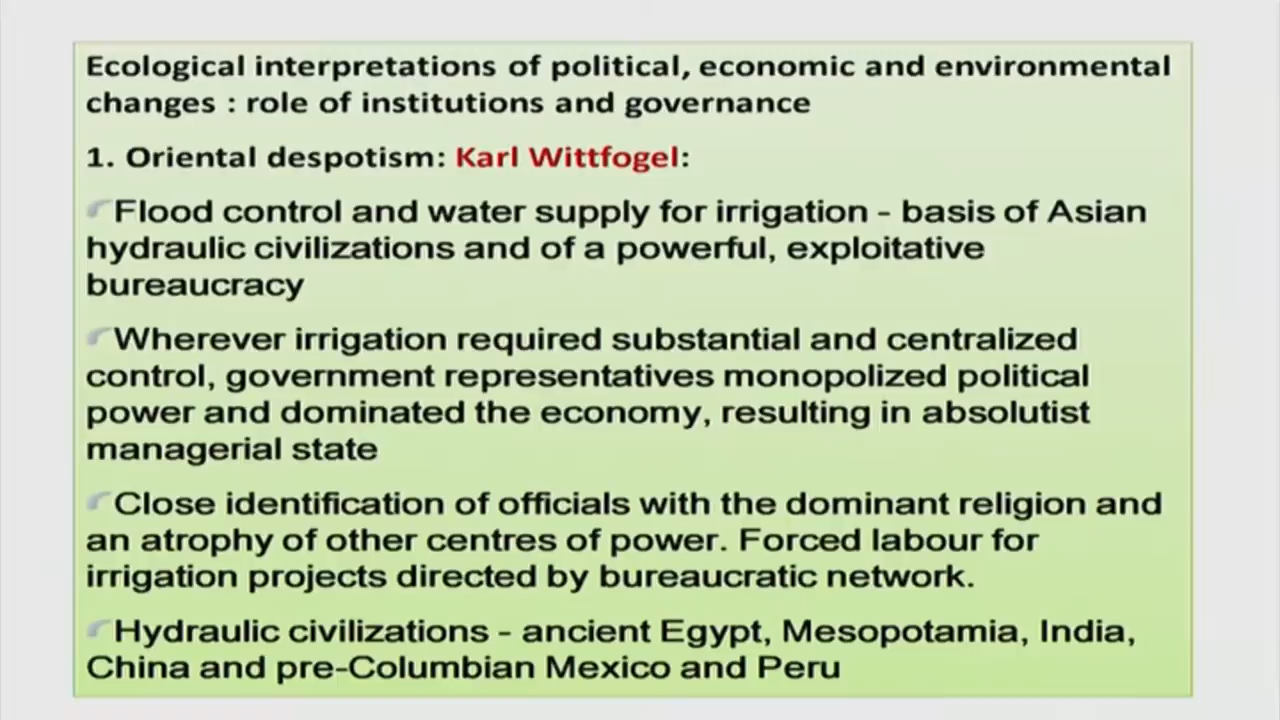 Ecological interpretations of political, economic and environmental
changes : role of institutions and governance
1. Oriental despotism: Karl Wittfogel:
Flood control and water supply for irrigation - basis of Asian
hydraulic civilizations and of a powerful, exploitative
bureaucracy
Wherever irrigation required substantial and centralized
control, government representatives monopolized political
power and dominated the economy, resulting in absolutist
managerial state
Close identification of officials with the dominant religion and
an atrophy of other centres of power. Forced labour for
irrigation projects directed by bureaucratic network.
Hydraulic civilizations - ancient Egypt, Mesopotamia, India,
China and pre-Columbian Mexico and Peru